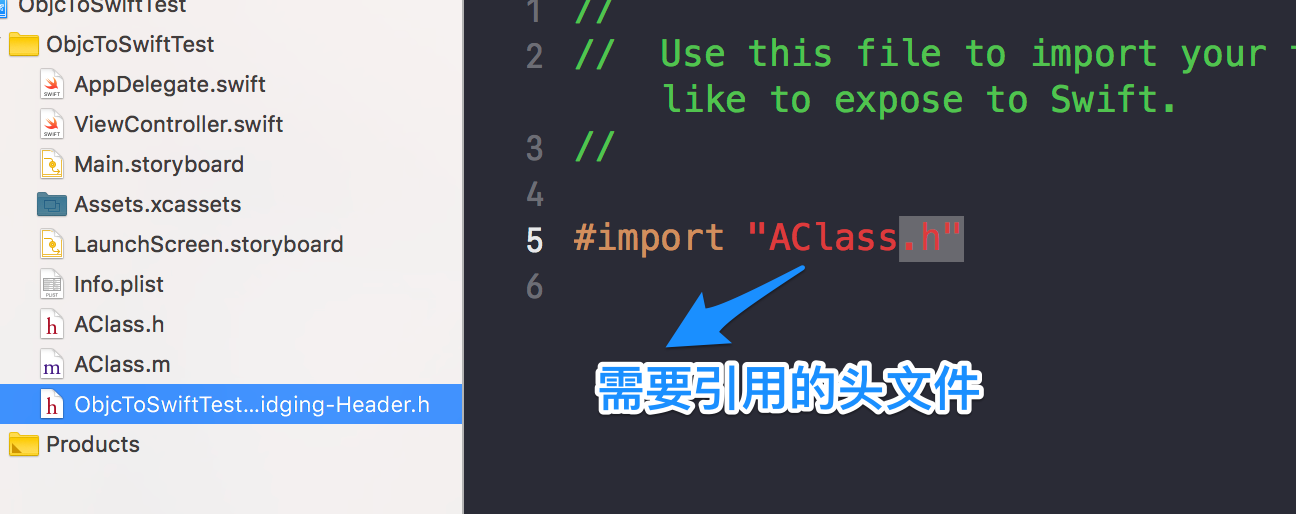 ObjcToSwiftTest
ObjcToSwiftTest
AppDelegate.swift
ViewController.swift
Main.storyboard
Assets.xcassets
LaunchScreen.storyboard
Info.plist
AClass.h
AClass.m
ObjcToSwiftTest...idging-Header.h
Products
1 //
2 // Use this file to import your
like to expose to Swift.
3 //
4
5 #import "AClass.h"
6
需要引用的头文件